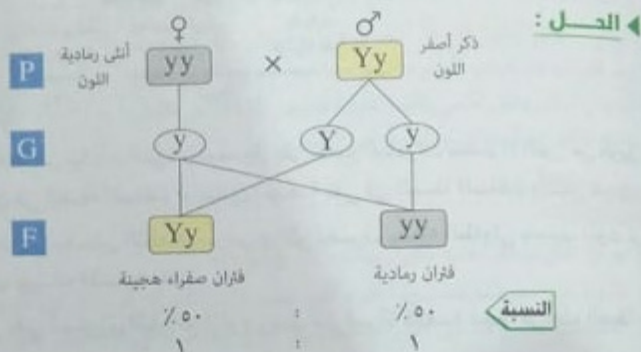 الحـــل :
♀ ♂
P أنثى رمادية اللون yy × Yy ذكر أصفر اللون
G y Y y
F Yy yy
فئران صفراء هجينة فئران رمادية
٥٠٪ : ٥٠٪ النسبة
١ : ١